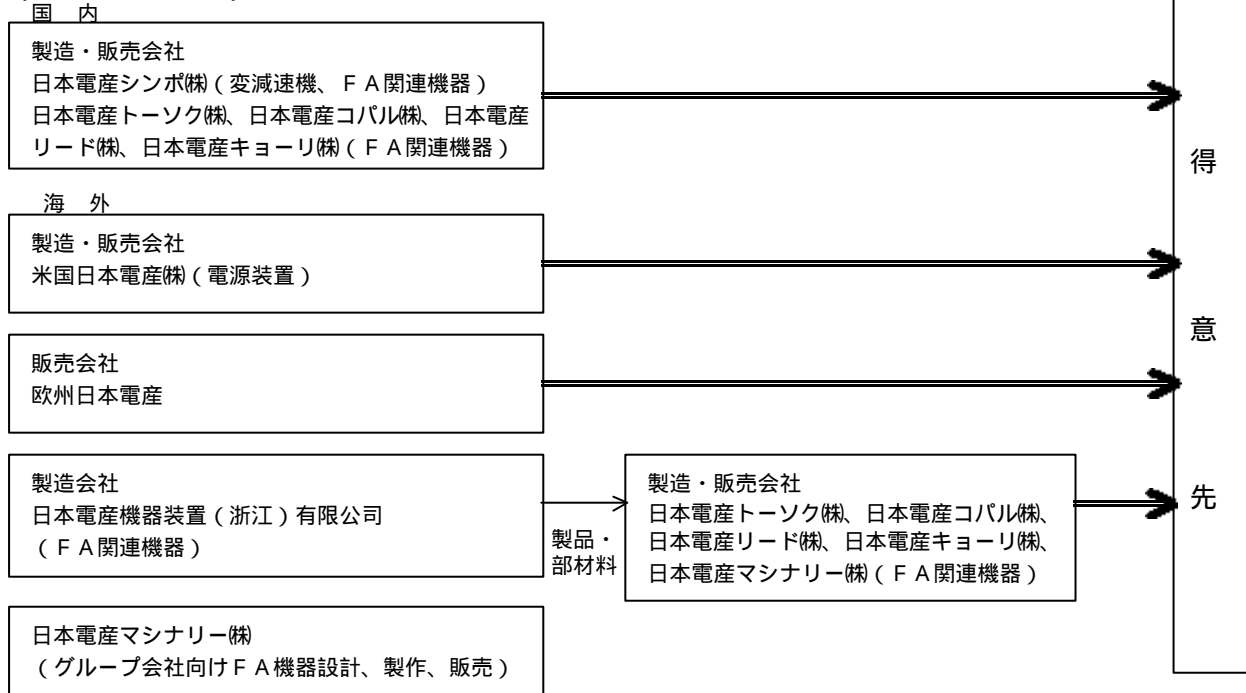 国 内
製造・販売会社
日本電産シンポ㈱（変減速機、ＦＡ関連機器）
日本電産トーソク㈱、日本電産コパル㈱、日本電産
リード㈱、日本電産キョーリ㈱（ＦＡ関連機器）
海 外
製造・販売会社
米国日本電産㈱（電源装置）
販売会社
欧州日本電産
製造会社
日本電産機器装置（浙江）有限公司
（ＦＡ関連機器）
製品・
部材料
製造・販売会社
日本電産トーソク㈱、日本電産コパル㈱、
日本電産リード㈱、日本電産キョーリ㈱、
日本電産マシナリー㈱（ＦＡ関連機器）
日本電産マシナリー㈱
（グループ会社向けＦＡ機器設計、製作、販売）
得
意
先